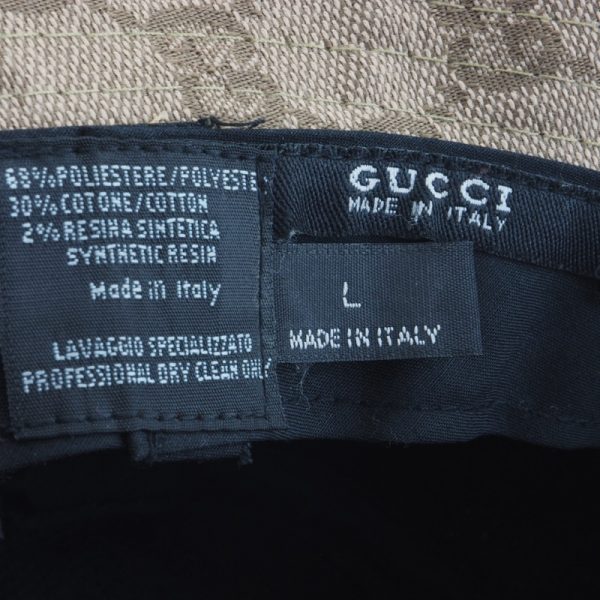 68% POLIESTERE/POLYESTE
30% COTONE/COTTON
2% RESINA SINTETICA
SYNTHETIC RESIN
Made in Italy
LAVAGGIO SPECIALIZZATO
PROFESSIONAL DRY CLEAN ONLY
GUCCI
MADE IN ITALY
L
MADE IN ITALY